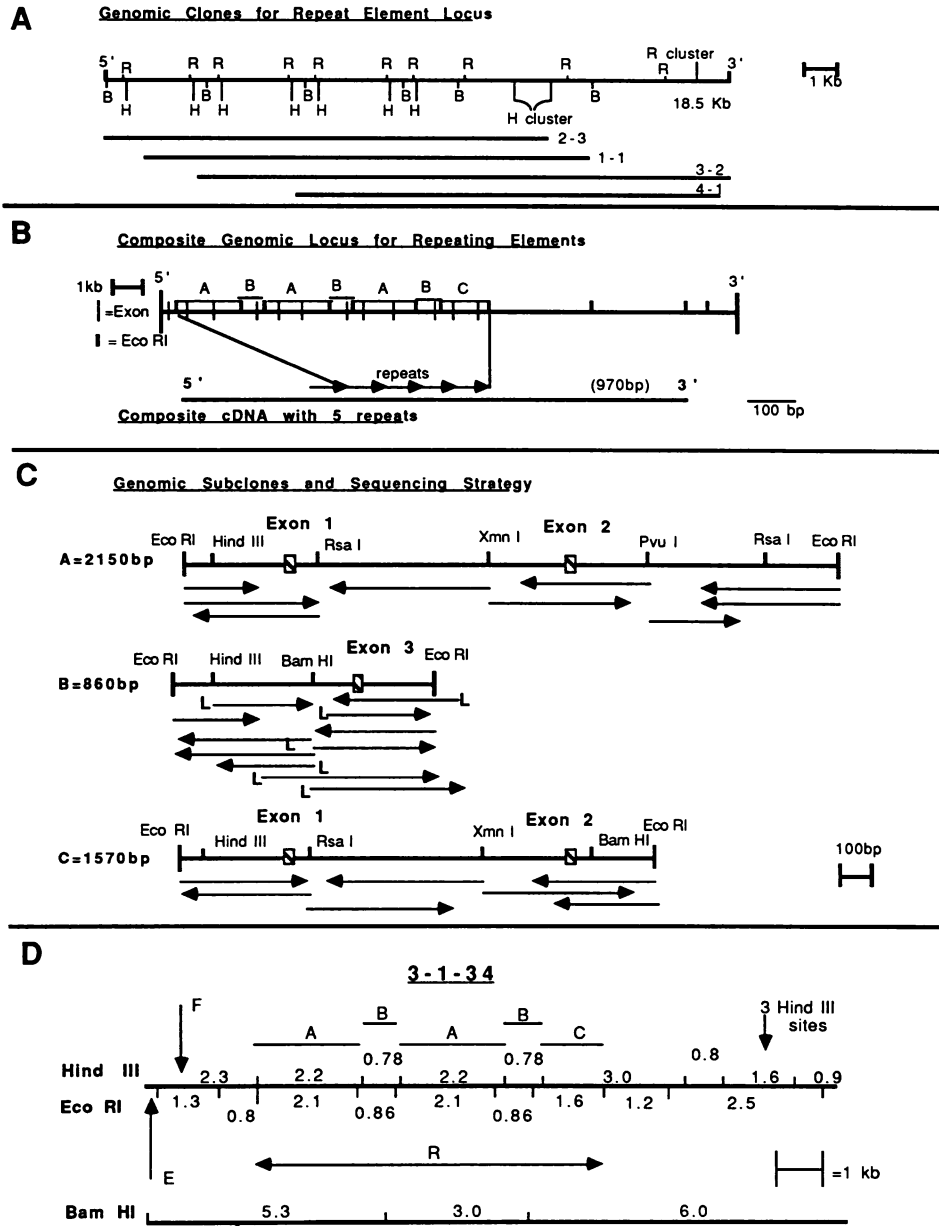 A
Genomic Clones for Repeat Element Locus
5' R R R R R R R R R R R cluster 3'
1 Kb
B H H B H H B H H B H B H cluster B 18.5 Kb
2-3
1-1
3-2
4-1
B
Composite Genomic Locus for Repeating Elements
1kb 5' A B A B A B C 3'
=Exon
= Eco RI
repeats
5' (970bp) 3'
100 bp
Composite cDNA with 5 repeats
C
Genomic Subclones and Sequencing Strategy
Exon 1 Exon 2
Eco RI Hind III Rsa I Xmn I Pvu I Rsa I Eco RI
A=2150bp
Exon 3
Eco RI Hind III Bam HI Eco RI
B=860bp
L L
L
L
L
L
L
Exon 1 Exon 2
Eco RI Hind III Rsa I Xmn I Bam HI Eco RI
C=1570bp
100bp
D
3-1-34
F B B 3 Hind III
sites
A A C
0.78 0.78 0.8
Hind III 2.3 2.2 2.2 3.0 1.6 0.9
Eco RI 1.3 0.8 2.1 0.86 2.1 0.86 1.6 1.2 2.5
R
E =1 kb
Bam HI 5.3 3.0 6.0